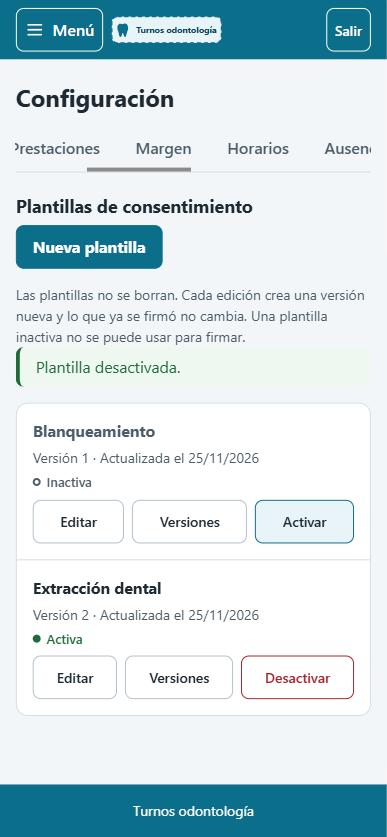 Menú
Turnos odontología
Salir
Configuración
Prestaciones Margen Horarios Ausen
Plantillas de consentimiento
Nueva plantilla
Las plantillas no se borran. Cada edición crea una versión
nueva y lo que ya se firmó no cambia. Una plantilla
inactiva no se puede usar para firmar.
Plantilla desactivada.
Blanqueamiento
Versión 1 · Actualizada el 25/11/2026
Inactiva
Editar Versiones Activar
Extracción dental
Versión 2 · Actualizada el 25/11/2026
Activa
Editar Versiones Desactivar
Turnos odontología